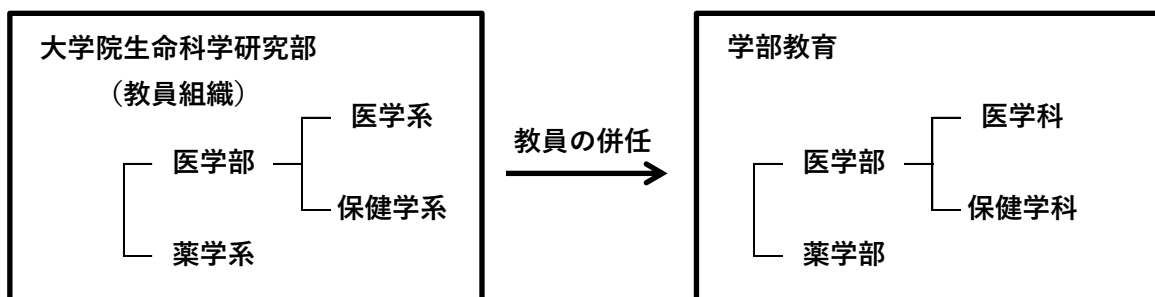 大学院生命科学研究部
（教員組織）
医学系
医学部
保健学系
薬学系
教員の併任
学部教育
医学科
医学部
保健学科
薬学部